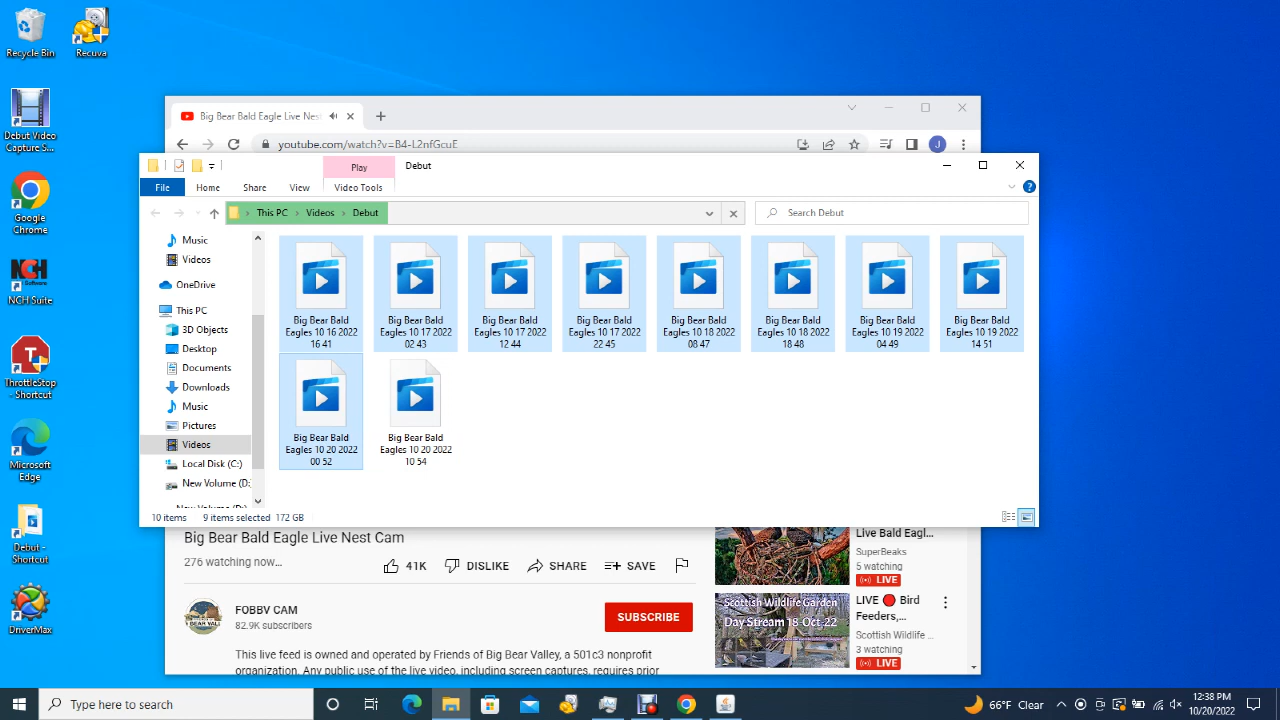 Recycle Bin
Recuva
Debut Video
Capture S...
Google
Chrome
NCH
Software
NCH Suite
ThrottleStop
- Shortcut
Microsoft
Edge
Debut -
Shortcut
DriverMax
Big Bear Bald Eagle Live Nest
youtube.com/watch?v=B4-L2nfGcuE
J
Play
Debut
File
Home
Share
View
Video Tools
This PC
Videos
Debut
Search Debut
Music
Videos
OneDrive
This PC
3D Objects
Desktop
Documents
Downloads
Music
Pictures
Videos
Local Disk (C:)
New Volume (D:
New Volume (D:)
Big Bear Bald
Eagles 10 16 2022
16 41
Big Bear Bald
Eagles 10 17 2022
02 43
Big Bear Bald
Eagles 10 17 2022
12 44
Big Bear Bald
Eagles 10 17 2022
22 45
Big Bear Bald
Eagles 10 18 2022
08 47
Big Bear Bald
Eagles 10 18 2022
18 48
Big Bear Bald
Eagles 10 19 2022
04 49
Big Bear Bald
Eagles 10 19 2022
14 51
Big Bear Bald
Eagles 10 20 2022
00 52
Big Bear Bald
Eagles 10 20 2022
10 54
10 items
9 items selected 172 GB
Big Bear Bald Eagle Live Nest Cam
276 watching now...
41K
DISLIKE
SHARE
SAVE
FOBBV CAM
82.9K subscribers
SUBSCRIBE
This live feed is owned and operated by Friends of Big Bear Valley, a 501c3 nonprofit
organization. Any public use of the live video, including screen captures, requires prior
Live Bald Eagl...
SuperBeaks
5 watching
LIVE
Scottish Wildlife Garden
Day Stream 18-Oct-22
LIVE 🔴 Bird
Feeders,...
Scottish Wildlife ...
3 watching
LIVE
Type here to search
66°F Clear
12:38 PM
10/20/2022